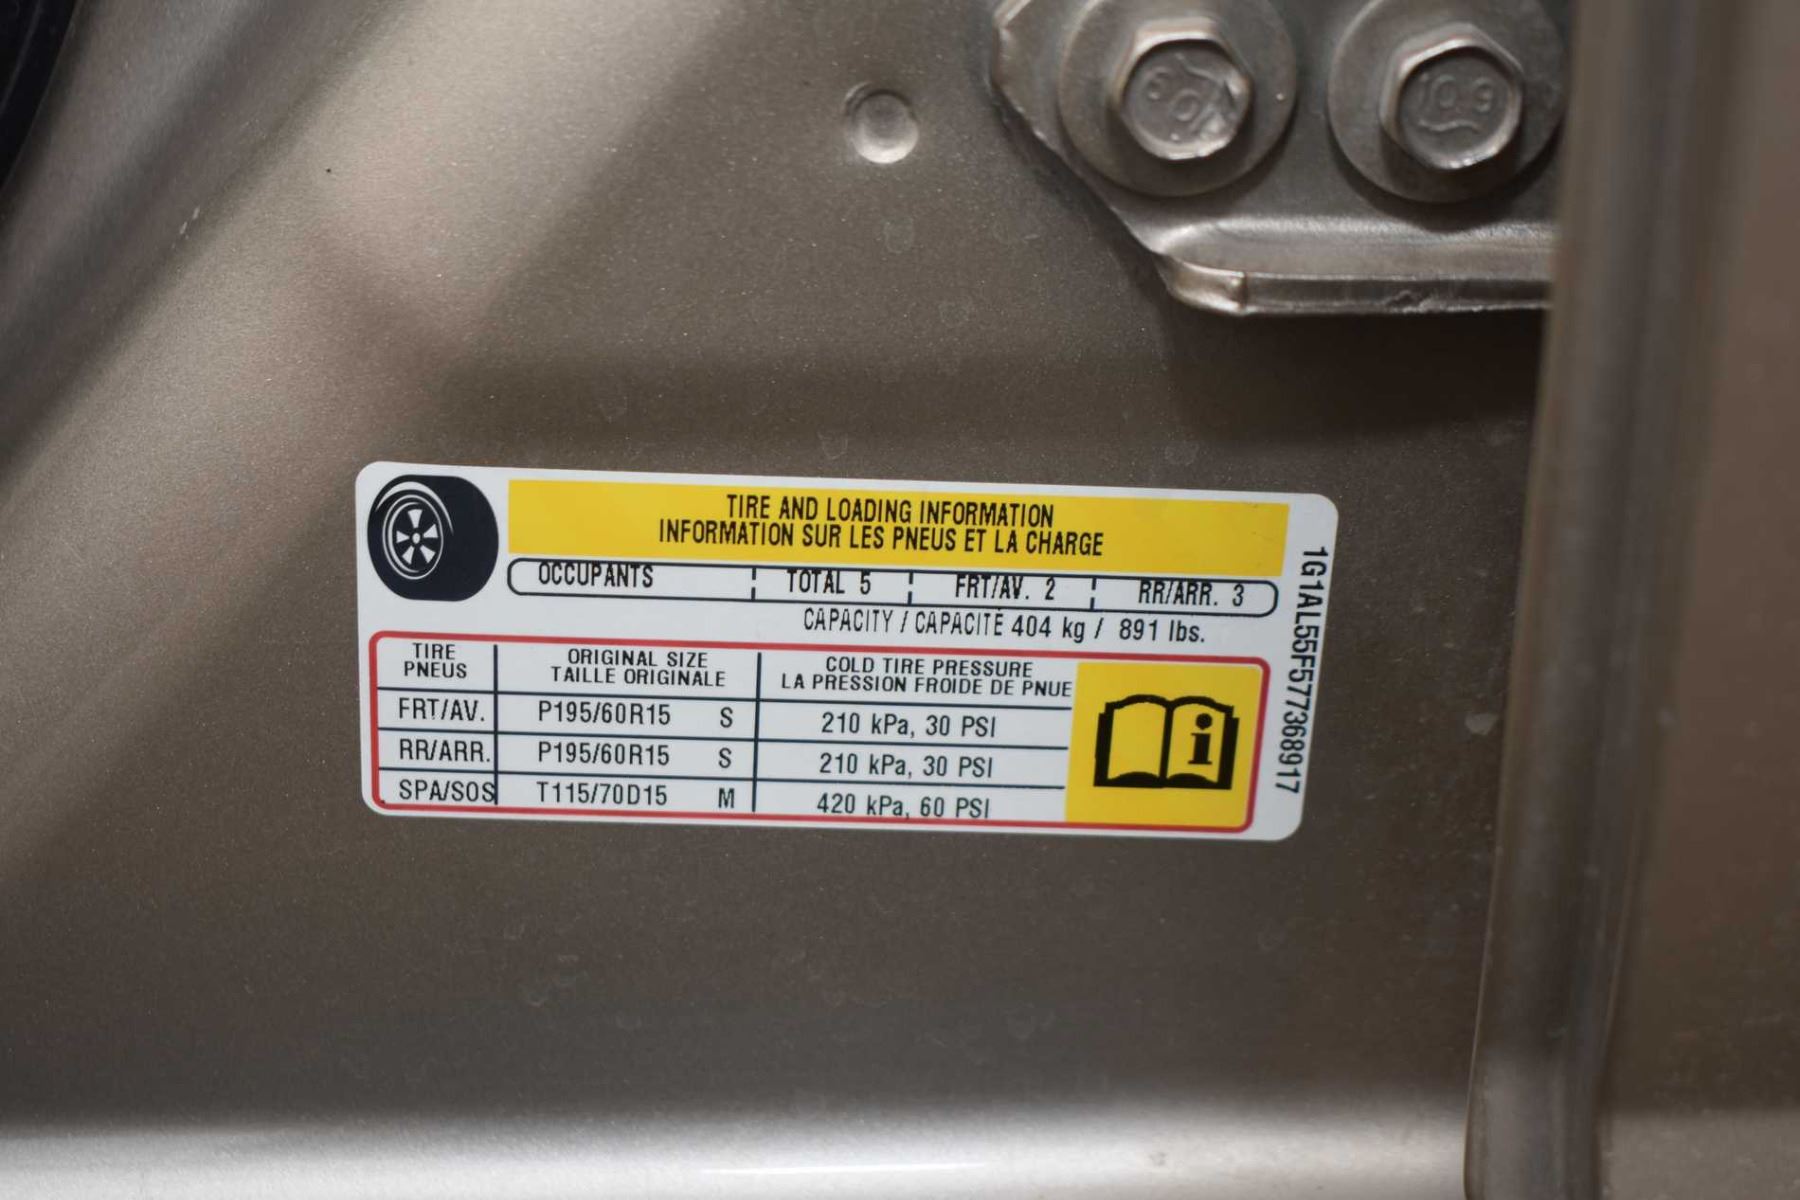 TIRE AND LOADING INFORMATION
INFORMATION SUR LES PNEUS ET LA CHARGE
OCCUPANTS TOTAL 5 FRT/AV. 2 RR/ARR. 3
CAPACITY / CAPACITÉ 404 kg / 891 lbs.
TIRE ORIGINAL SIZE COLD TIRE PRESSURE
PNEUS TAILLE ORIGINALE LA PRESSION FROIDE DE PNUE
FRT/AV. P195/60R15 S 210 kPa, 30 PSI
RR/ARR. P195/60R15 S 210 kPa, 30 PSI
SPA/SOS T115/70D15 M 420 kPa, 60 PSI
i
1G1AL55F577368917
10.9